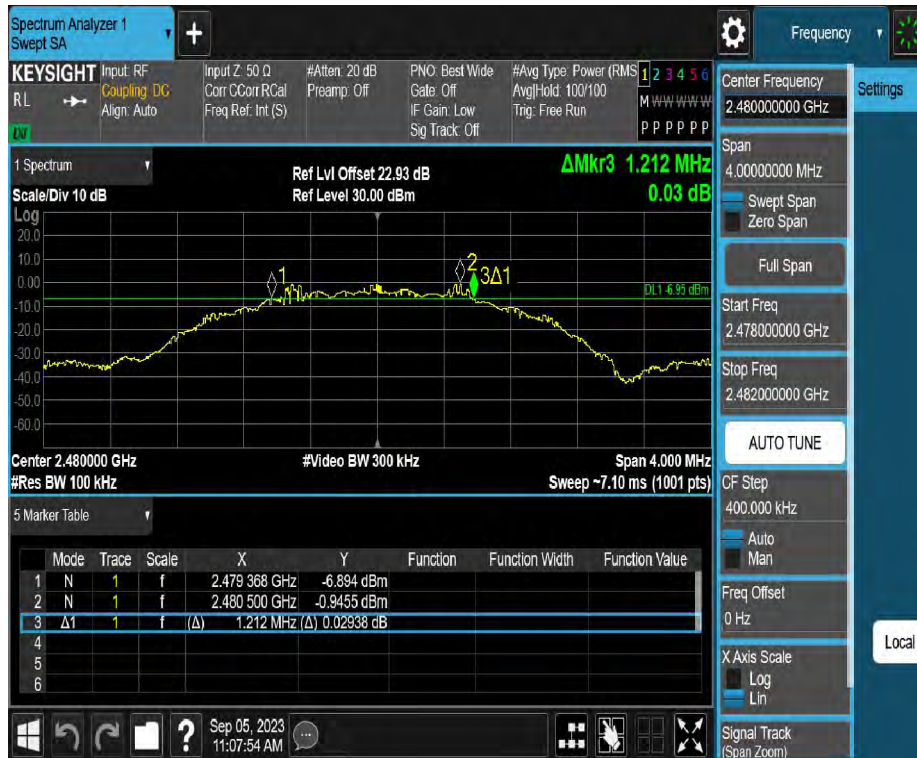 Spectrum Analyzer 1
Swept SA
+
Frequency
KEYSIGHT
RL
Input: RF
Coupling: DC
Align: Auto
Input Z: 50 Ω
Corr CCorr RCal
Freq Ref: Int (S)
#Atten: 20 dB
Preamp: Off
PNO: Best Wide
Gate: Off
IF Gain: Low
Sig Track: Off
#Avg Type: Power (RMS
Avg|Hold: 100/100
Trig: Free Run
1 2 3 4 5 6
M W W W W W
P P P P P P
1 Spectrum
Scale/Div 10 dB
Ref Lvl Offset 22.93 dB
Ref Level 30.00 dBm
ΔMkr3 1.212 MHz
0.03 dB
Log
20.0
10.0
0.00
-10.0
-20.0
-30.0
-40.0
-50.0
-60.0
1
2
3Δ1
DL1 -6.95 dBm
Center 2.480000 GHz
#Video BW 300 kHz
Span 4.000 MHz
#Res BW 100 kHz
Sweep ~7.10 ms (1001 pts)
5 Marker Table
Mode Trace Scale X Y Function Function Width Function Value
1 N 1 f 2.479 368 GHz -6.894 dBm
2 N 1 f 2.480 500 GHz -0.9455 dBm
3 Δ1 1 f (Δ) 1.212 MHz (Δ) 0.02938 dB
4
5
6
?
Sep 05, 2023
11:07:54 AM
Center Frequency
2.480000000 GHz
Settings
Span
4.00000000 MHz
Swept Span
Zero Span
Full Span
Start Freq
2.478000000 GHz
Stop Freq
2.482000000 GHz
AUTO TUNE
CF Step
400.000 kHz
Auto
Man
Freq Offset
0 Hz
Local
X Axis Scale
Log
Lin
Signal Track
(Span Zoom)